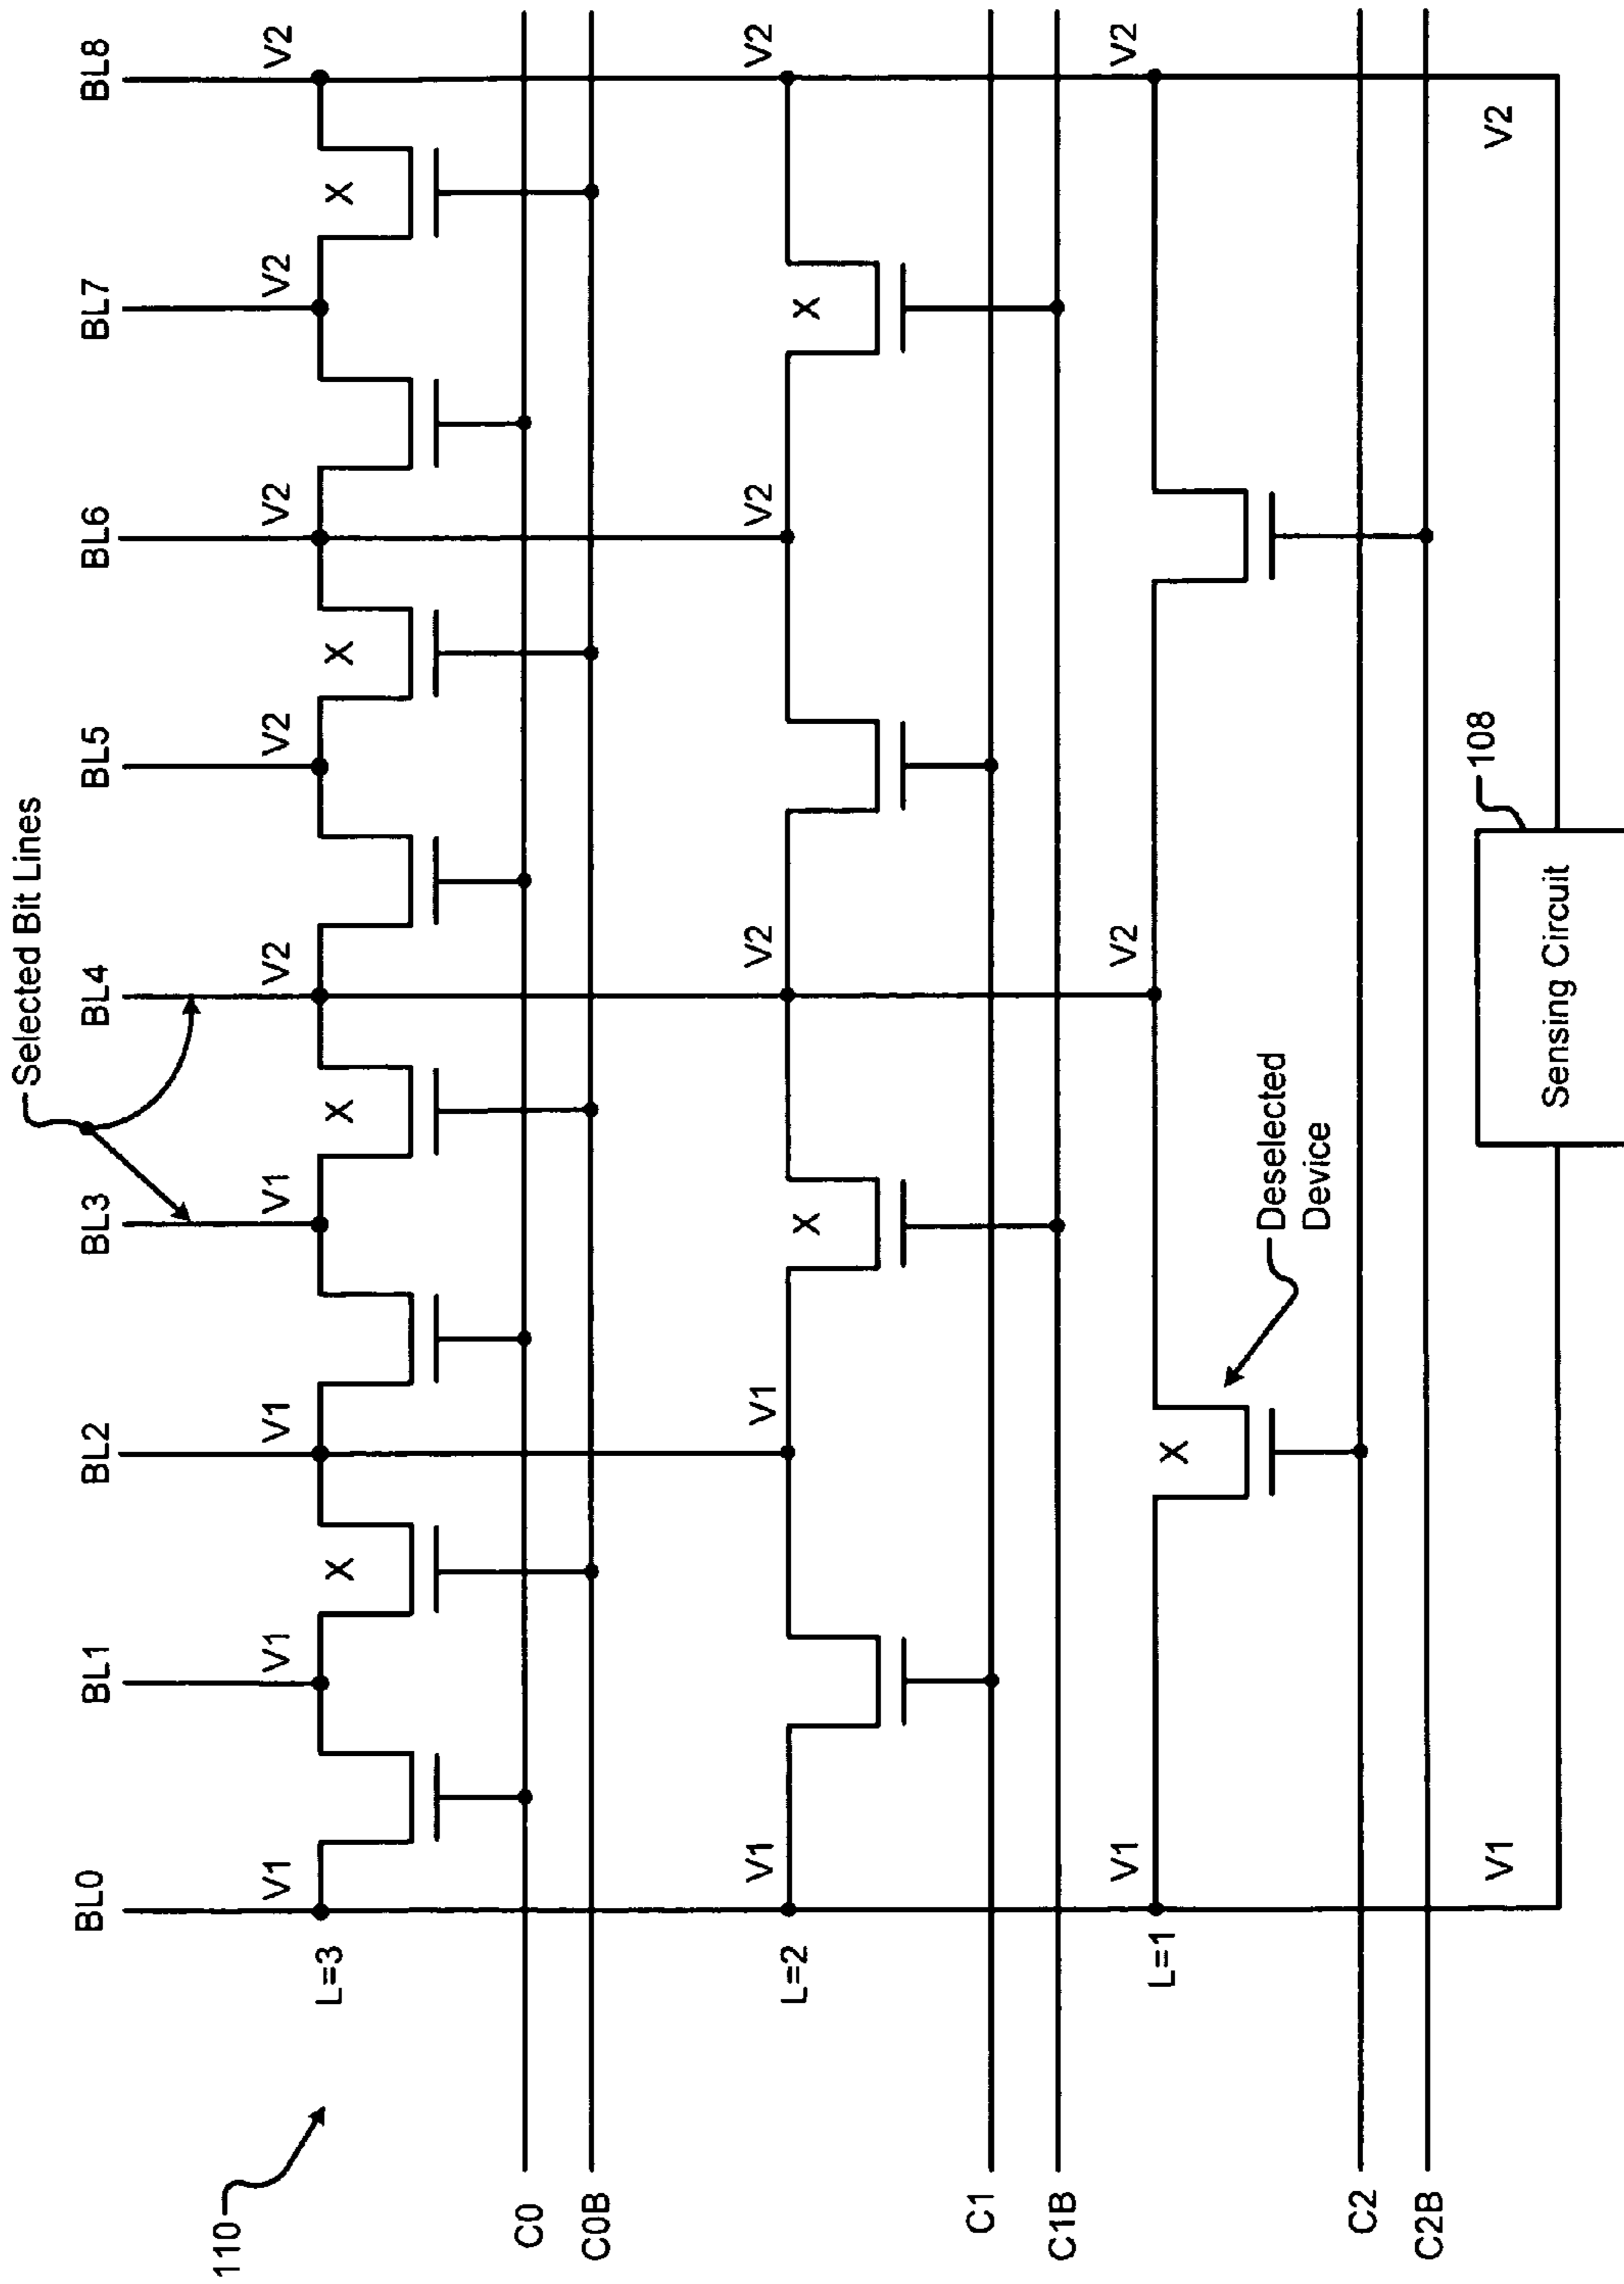 Selected Bit Lines
BL0 BL1 BL2 BL3 BL4 BL5 BL6 BL7 BL8
V1 V1 V1 V1 V2 V2 V2 V2 V2
L=3
X X X X
110
C0
C0B
V1 V1 V2 V2 V2
L=2
X X
C1
C1B
V1 V2 V2
L=1
X
Deselected
Device
C2
C2B
V1 V2
108
Sensing Circuit